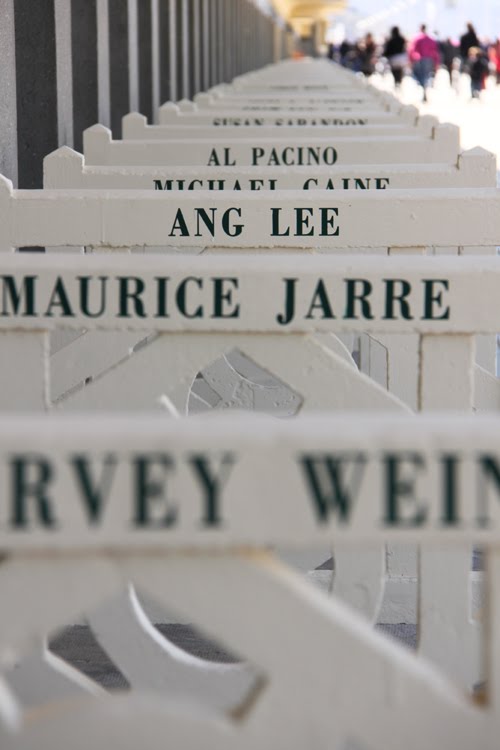 SUSAN SARANDON
AL PACINO
MICHAEL CAINE
ANG LEE
MAURICE JARRE
RVEY WEIN